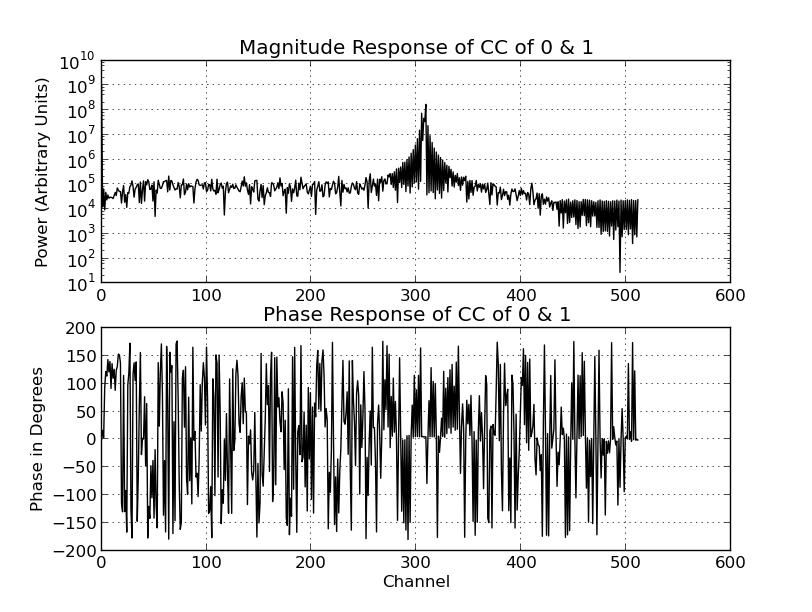 Magnitude Response of CC of 0 & 1
Power (Arbitrary Units)
10^10
10^9
10^8
10^7
10^6
10^5
10^4
10^3
10^2
10^1
0 100 200 300 400 500 600
Phase Response of CC of 0 & 1
Phase in Degrees
200
150
100
50
0
−50
−100
−150
−200
0 100 200 300 400 500 600
Channel